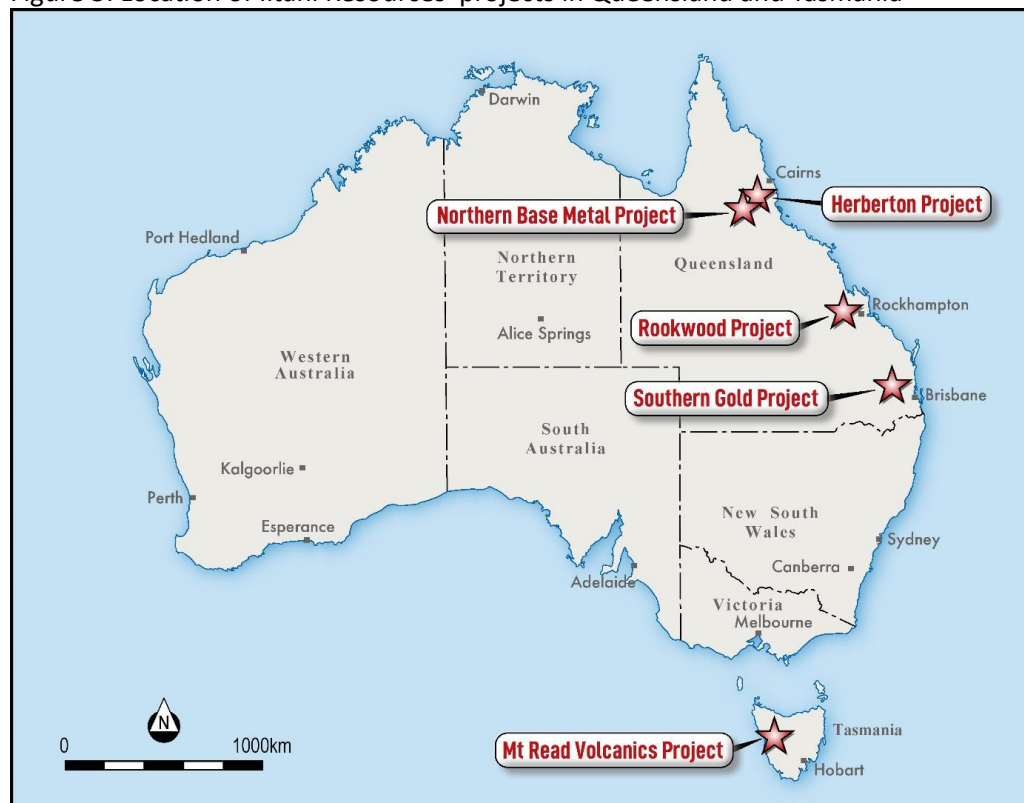 Figure
Location of
Resources' projects in Queensland and Tasmania
Darwin
Cairns
Northern Base Metal Project
Herberton Project
Port Hedland
Northern
Territory
Queensland
Rockhampton
Rookwood Project
Alice Springs
Western
Australia
Southern Gold Project
Brisbane
South
Australia
Kalgoorlie
Perth
New South
Wales
Esperance
Sydney
Canberra
Adelaide
Victoria
Melbourne
N
Tasmania
0 1000km
Mt Read Volcanics Project
Hobart